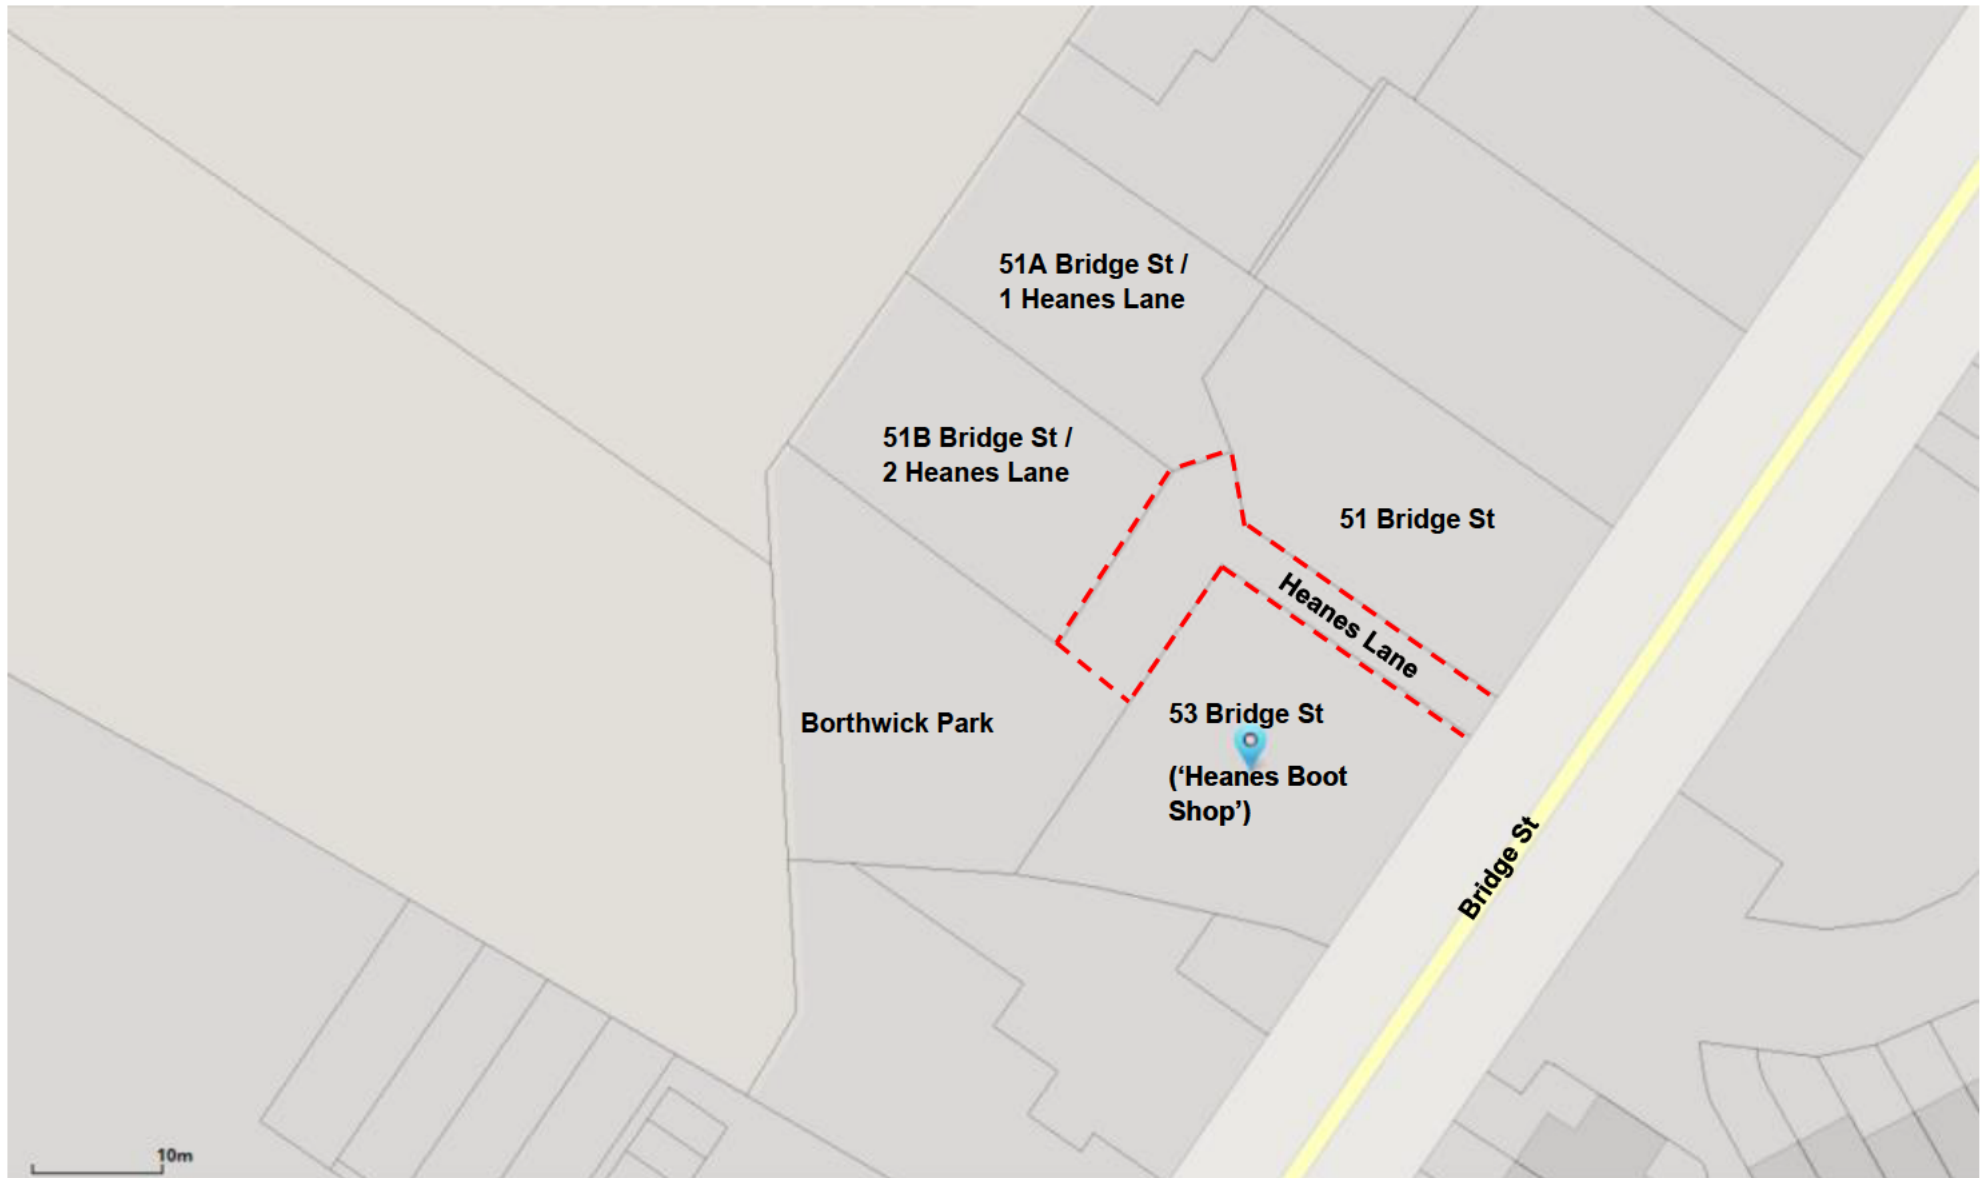 51A Bridge St /
1 Heanes Lane
51B Bridge St /
2 Heanes Lane
51 Bridge St
Heanes Lane
53 Bridge St
(‘Heanes Boot
Shop’)
Borthwick Park
Bridge St
10m